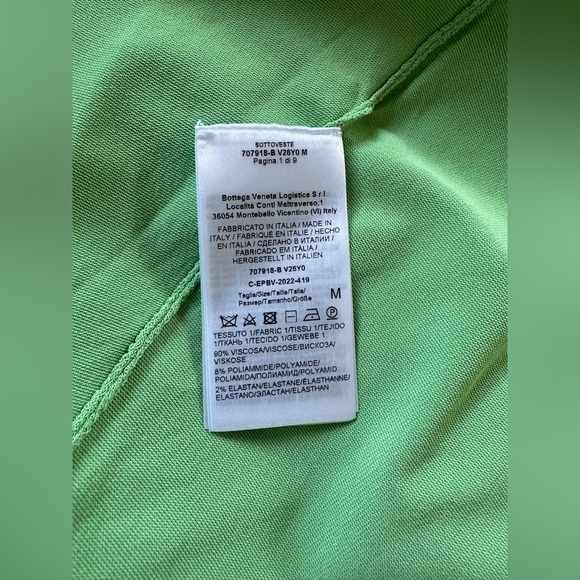 SOTTOVESTE
707918-B V26Y0 M
Pagina 1 di 9
Bottega Veneta Logistica S r l
Località Conti Maltraverso,1
36054 Montebello Vicentino (VI) Italy
FABBRICATO IN ITALIA / MADE IN
ITALY / FABRIQUÉ EN ITALIE / HECHO
EN ITALIA / СДЕЛАНО В ИТАЛИИ /
FABRICADO EM ITÁLIA /
HERGESTELLT IN ITALIEN
707918-B V26Y0
C-EPBV-2022-419
Taglia/Size/Taille/Talla/
Размер/Tamanho/Größe
M
TESSUTO 1/FABRIC 1/TISSU 1/TEJIDO
1/ТКАНЬ 1/TECIDO 1/GEWEBE 1
90% VISCOSA/VISCOSE/ВИСКОЗА/
VISKOSE
8% POLIAMMIDE/POLYAMIDE/
POLIAMIDA/ПОЛИАМИД/POLYAMID
2% ELASTAN/ELASTANE/ÉLASTHANNE/
ELASTANO/ЭЛАСТАН/ELASTHAN